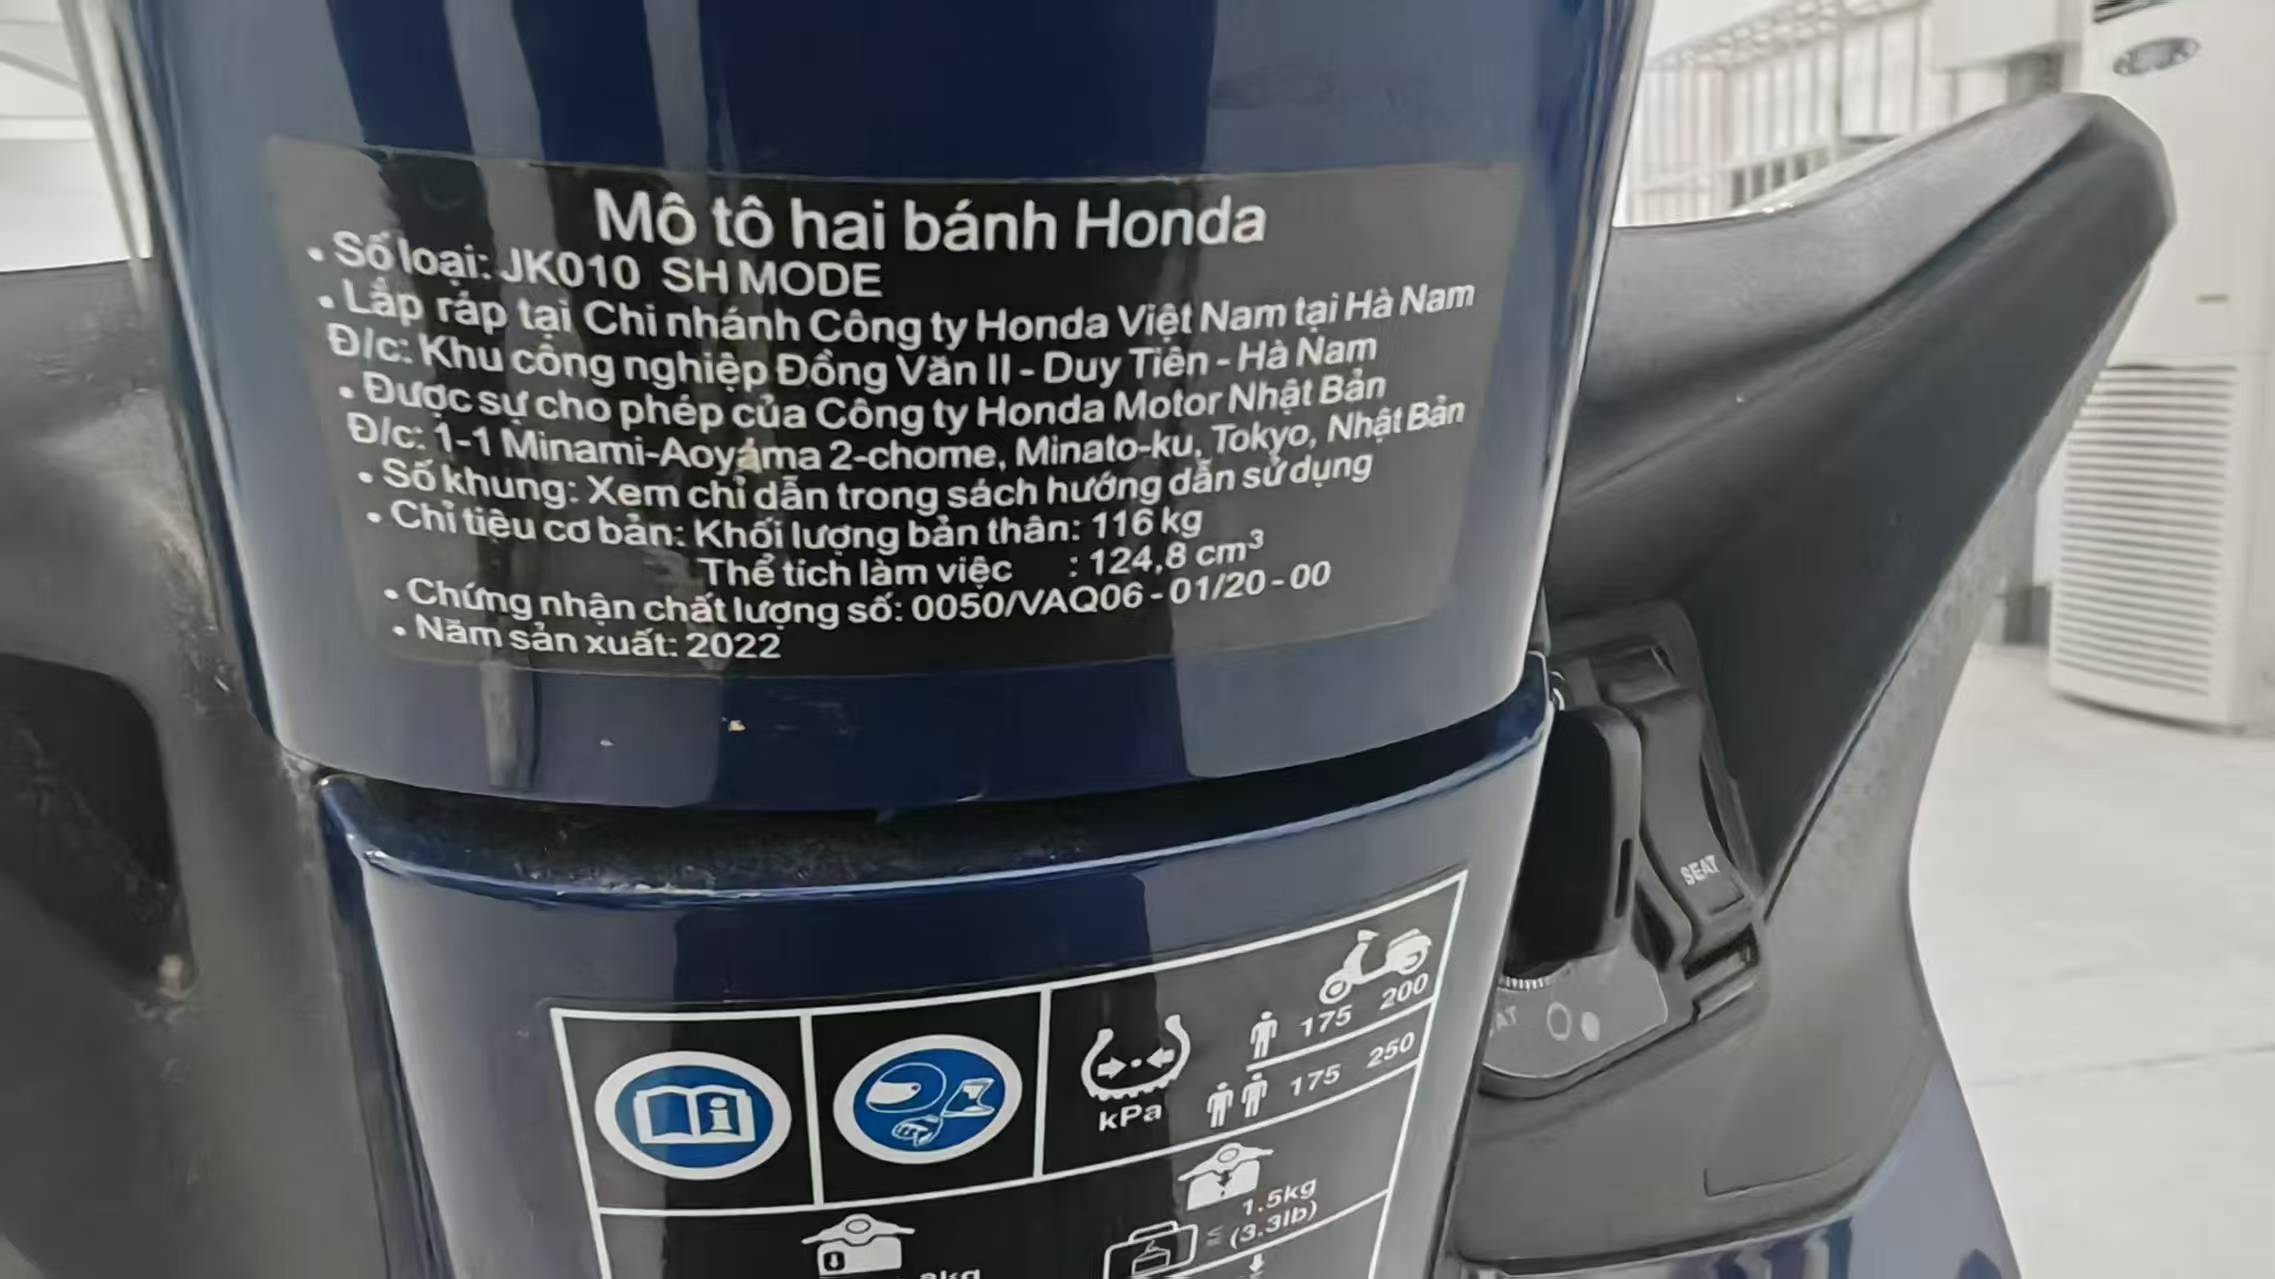 Mô tô hai bánh Honda
• Số loại: JK010 SH MODE
• Lắp ráp tại Chi nhánh Công ty Honda Việt Nam tại Hà Nam
Đ/c: Khu công nghiệp Đồng Văn II - Duy Tiên - Hà Nam
• Được sự cho phép của Công ty Honda Motor Nhật Bản
Đ/c: 1-1 Minami-Aoyama 2-chome, Minato-ku, Tokyo, Nhật Bản
• Số khung: Xem chỉ dẫn trong sách hướng dẫn sử dụng
• Chỉ tiêu cơ bản: Khối lượng bản thân: 116 kg
Thể tích làm việc : 124,8 cm³
• Chứng nhận chất lượng số: 0050/VAQ06 - 01/20 - 00
• Năm sản xuất: 2022
SEAT
175 200
kPa 175 250
1.5kg
≤ (3.3lb)